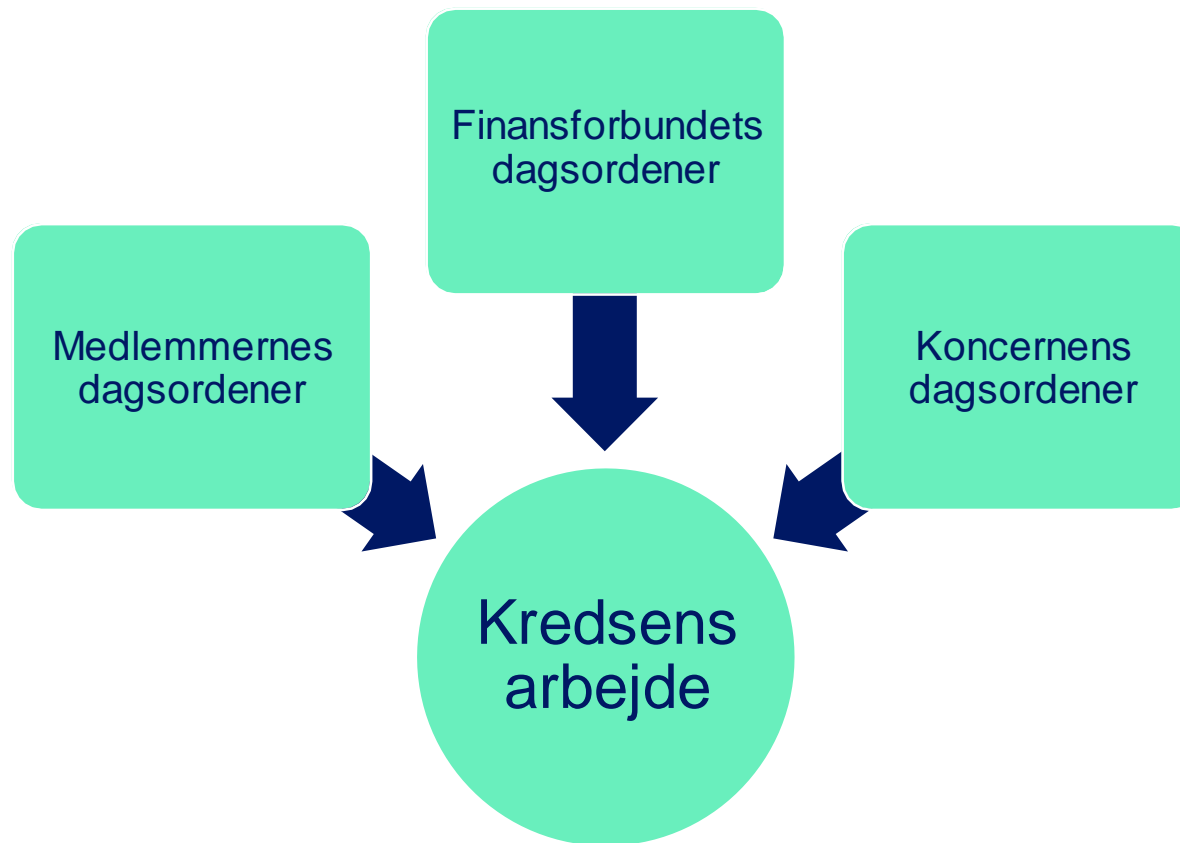 Finansforbundets
dagsordener
Medlemmernes
dagsordener
Koncernens
dagsordener
Kredsens
arbejde